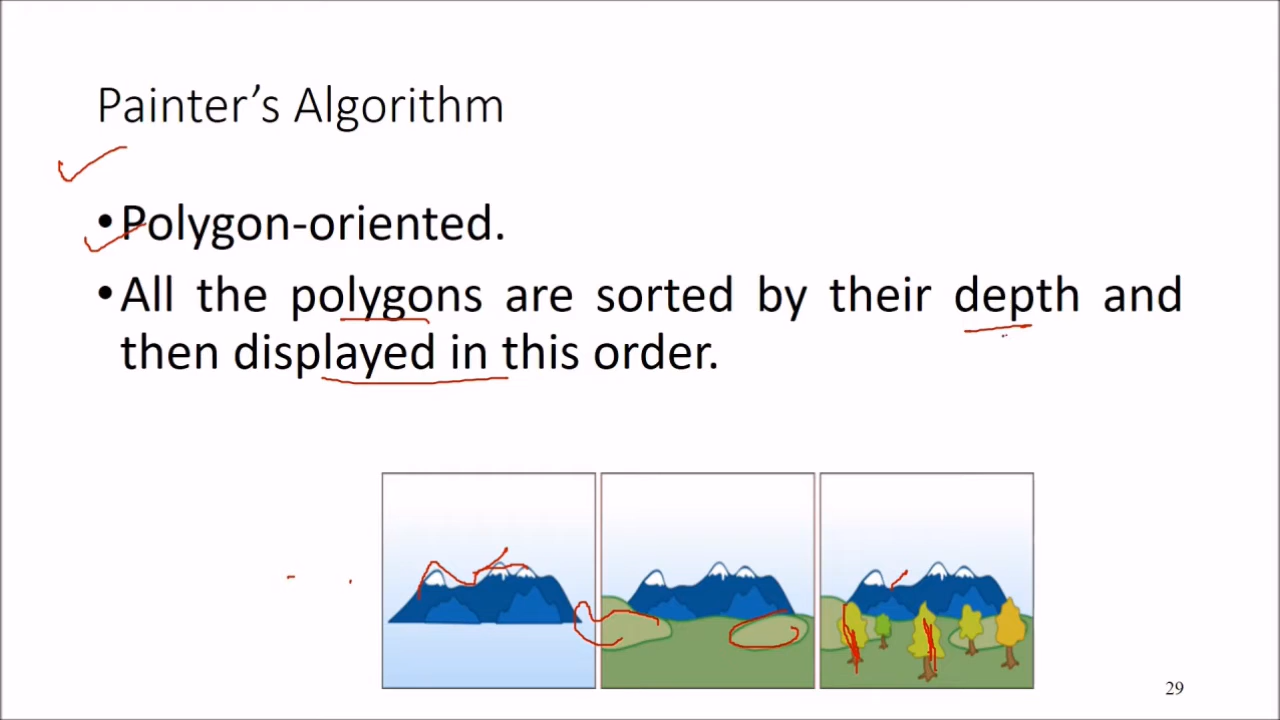 Painter’s Algorithm
•Polygon-oriented.
•All the polygons are sorted by their depth and
then displayed in this order.
29